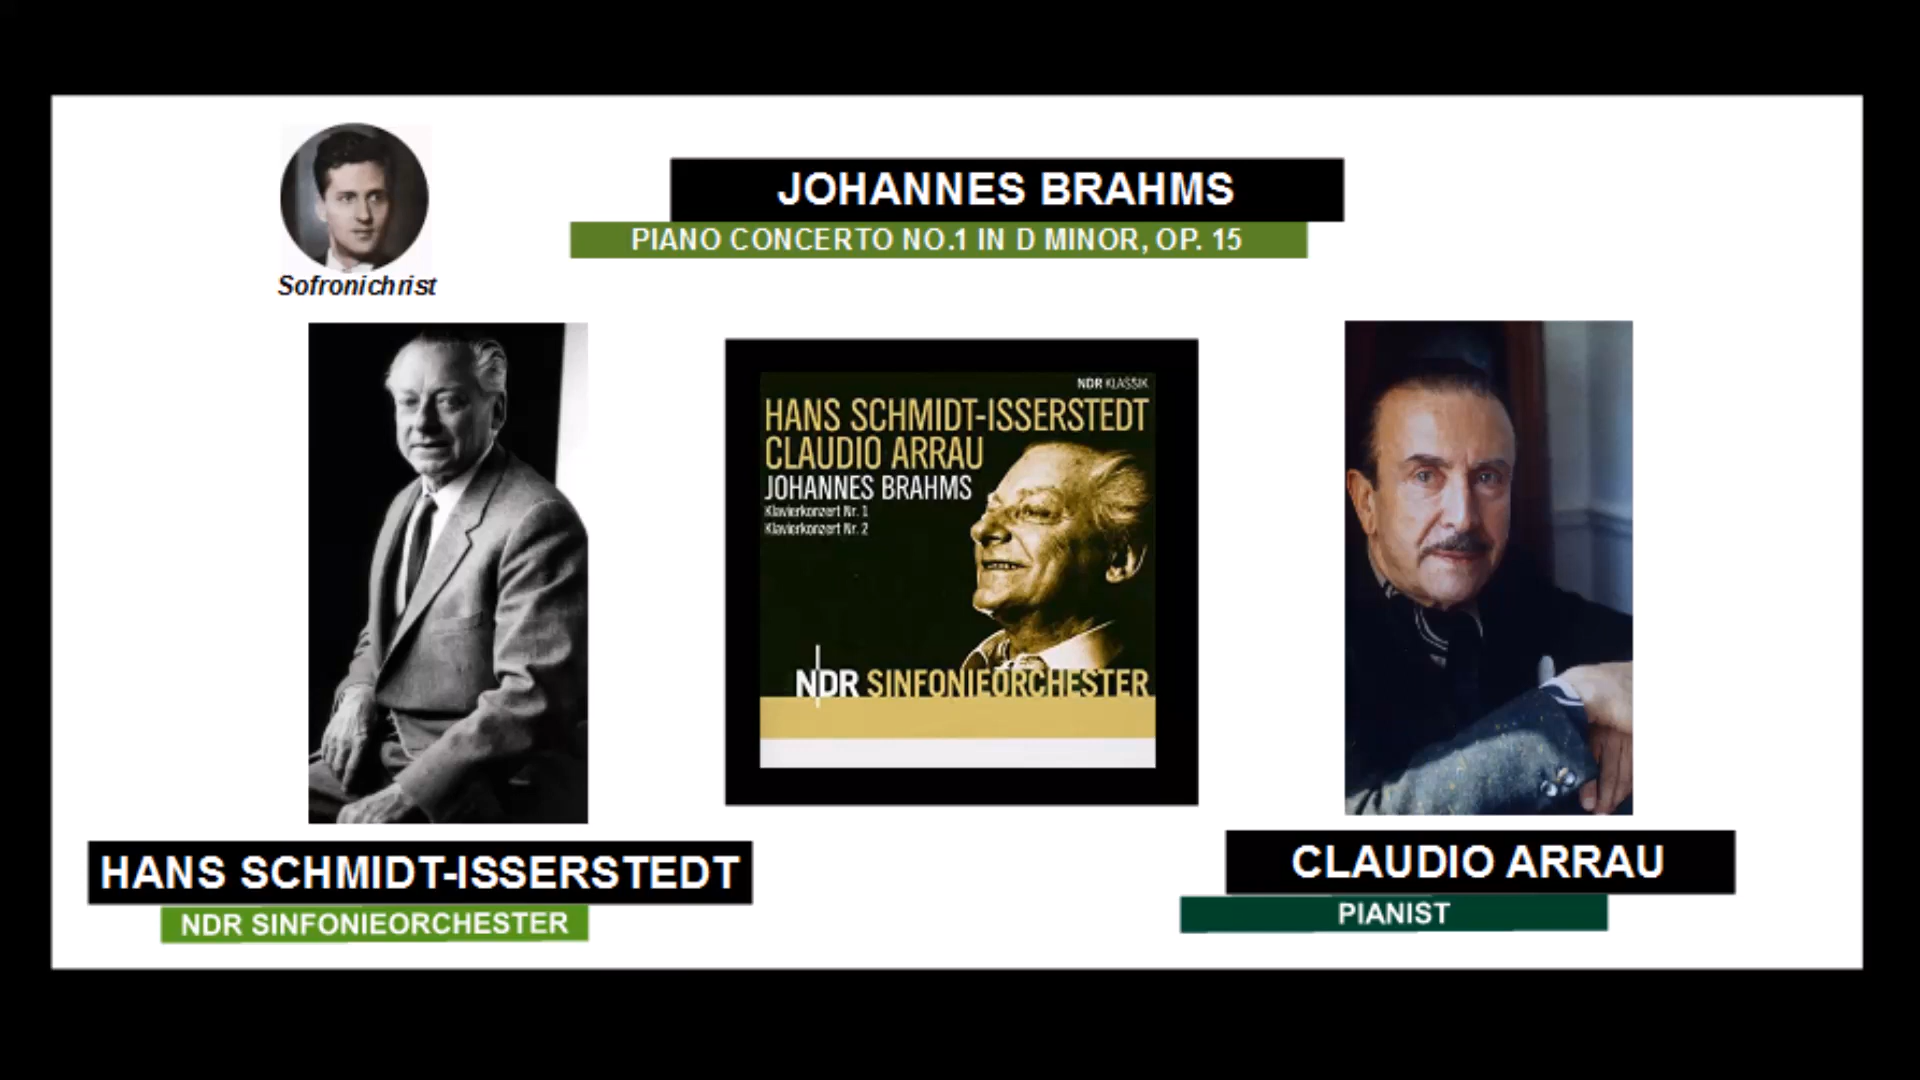 JOHANNES BRAHMS
PIANO CONCERTO NO.1 IN D MINOR, OP. 15
Sofronichrist
NDR KLASSIK
HANS SCHMIDT-ISSERSTEDT
CLAUDIO ARRAU
JOHANNES BRAHMS
Klavierkonzert Nr. 1
Klavierkonzert Nr. 2
NDR SINFONIEORCHESTER
HANS SCHMIDT-ISSERSTEDT
NDR SINFONIEORCHESTER
CLAUDIO ARRAU
PIANIST